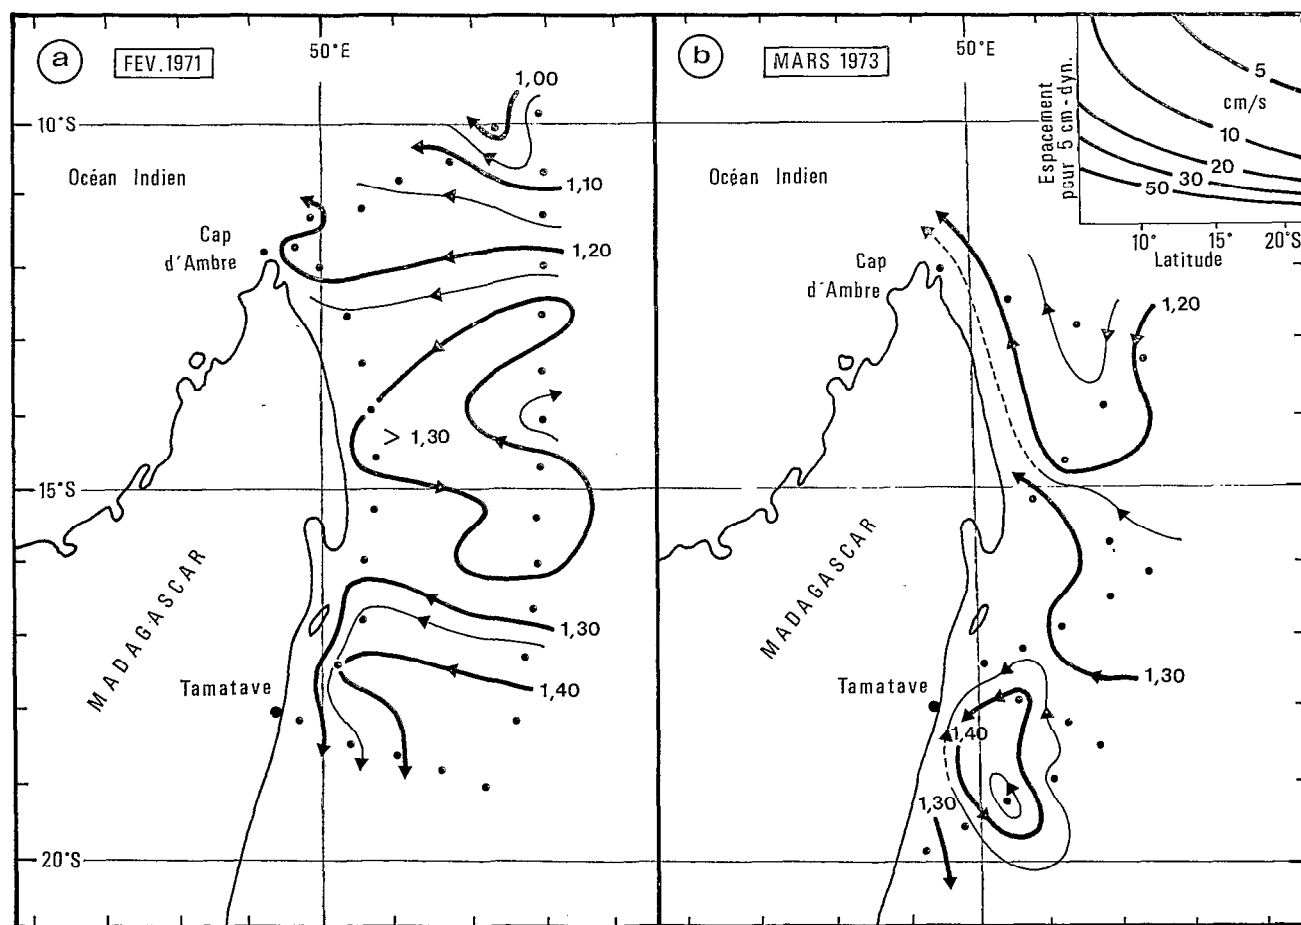 a
FEV.1971
50°E
1,00
10°S
Océan Indien
1,10
Cap
d'Ambre
1,20
> 1,30
15°S
MADAGASCAR
1,30
Tamatave
1,40
20°S
b
MARS 1973
50°E
Espacement
pour 5 cm-dyn.
5
cm/s
10
20
30
50
10°
15°
20°S
Latitude
Océan Indien
Cap
d'Ambre
1,20
MADAGASCAR
Tamatave
1,30
1,40
1,30